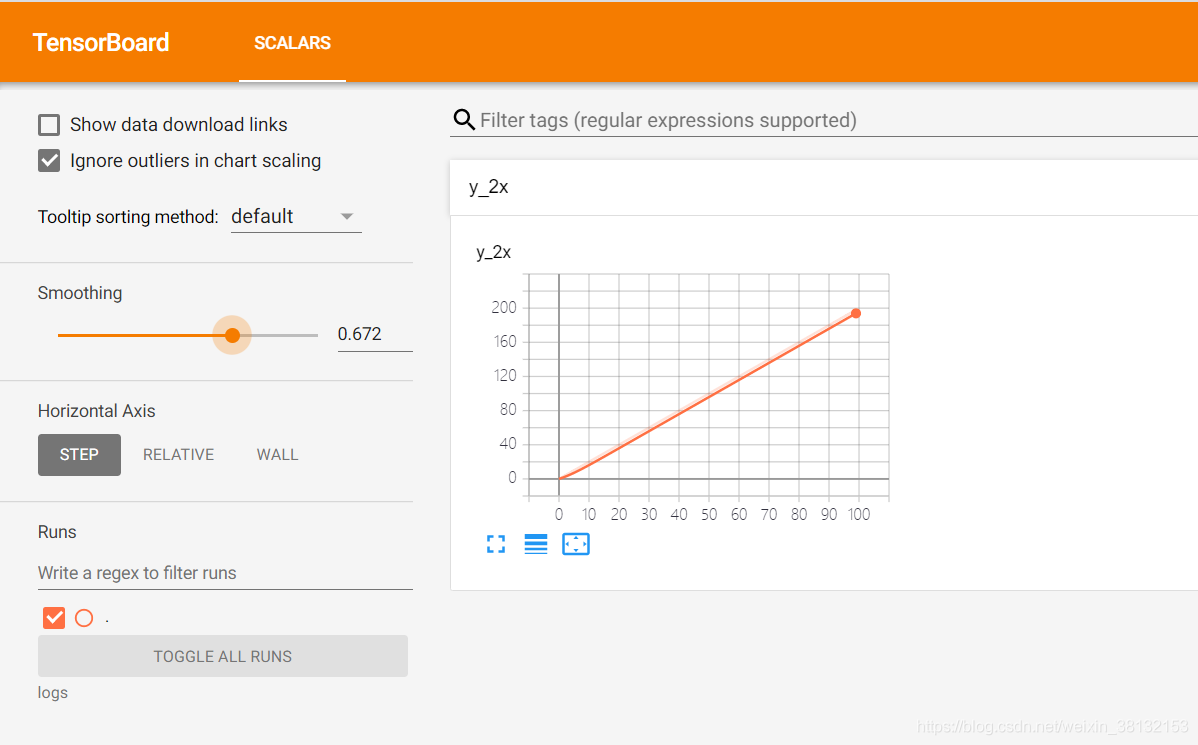 TensorBoard
SCALARS
Show data download links
Ignore outliers in chart scaling
Tooltip sorting method: default
Smoothing
0.672
Horizontal Axis
STEP RELATIVE WALL
Runs
Write a regex to filter runs
.
TOGGLE ALL RUNS
logs
Filter tags (regular expressions supported)
y_2x
y_2x
200
160
120
80
40
0
0 10 20 30 40 50 60 70 80 90 100
https://blog.csdn.net/weixin_38132153